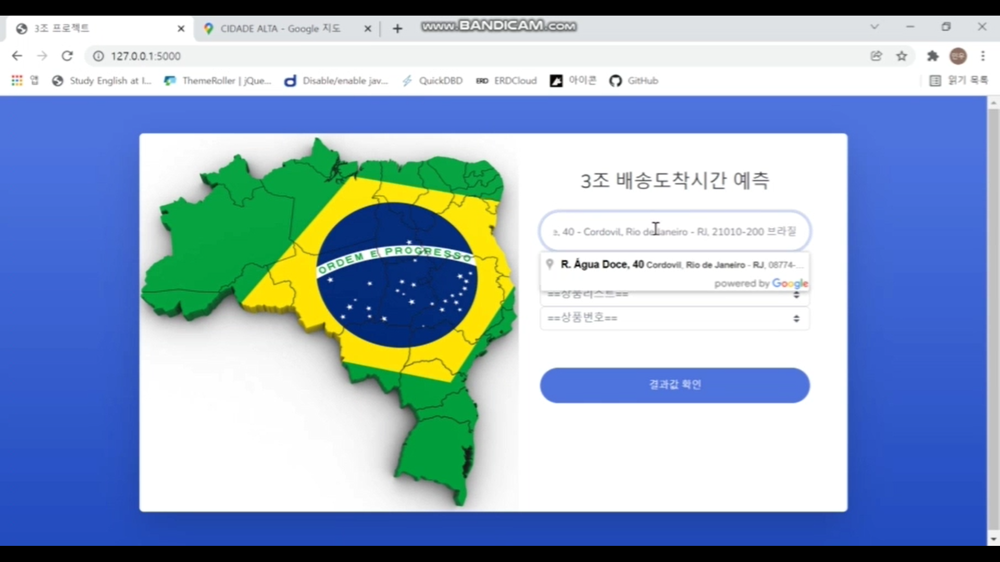 3조 프로젝트
CIDADE ALTA - Google 지도
www.BANDICAM.com
127.0.0.1:5000
민우
앱
Study English at I...
ThemeRoller | jQue...
Disable/enable jav...
QuickDBD
ERD ERDCloud
아이콘
GitHub
읽기 목록
ORDEM E PROGRESSO
3조 배송도착시간 예측
, 40 - Cordovil, Rio de Janeiro - RJ, 21010-200 브라질
R. Água Doce, 40 Cordovil, Rio de Janeiro - RJ, 08774-...
powered by Google
==상품리스트==
==상품번호==
결과값 확인